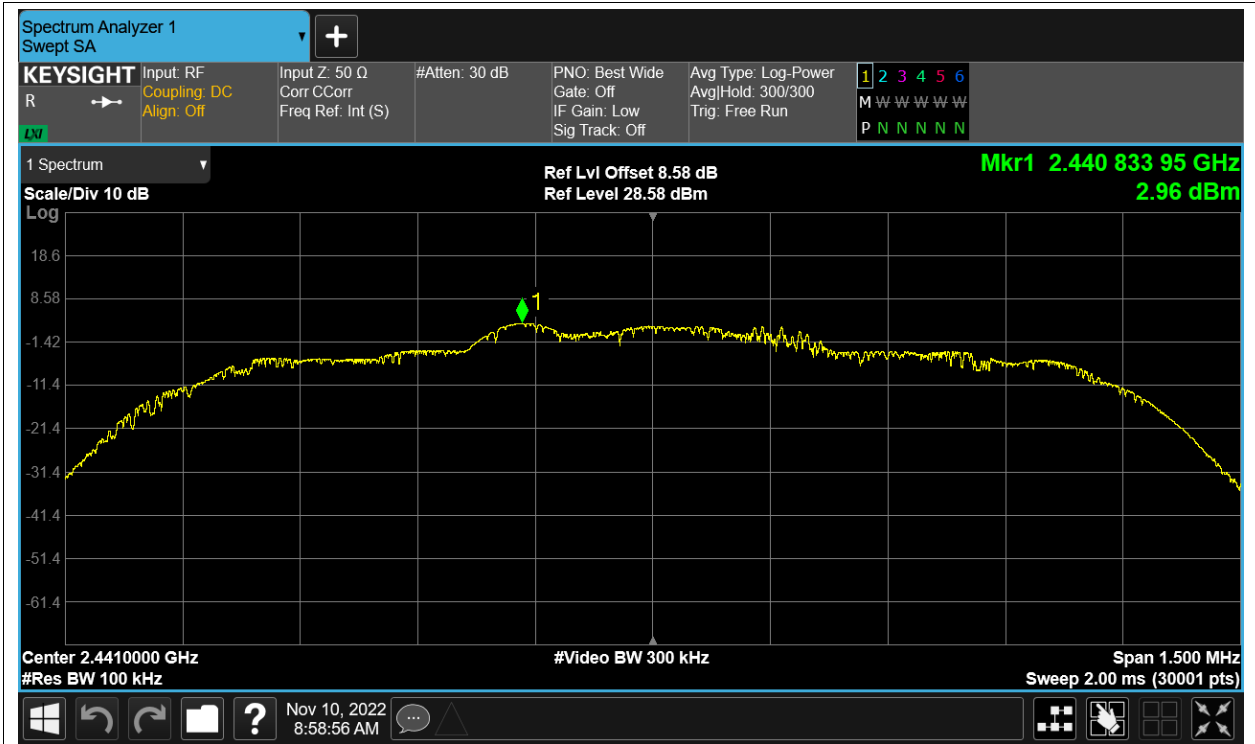 Spectrum Analyzer 1
Swept SA
KEYSIGHT
R
LXI
Input: RF
Coupling: DC
Align: Off
Input Z: 50 Ω
Corr CCorr
Freq Ref: Int (S)
#Atten: 30 dB
PNO: Best Wide
Gate: Off
IF Gain: Low
Sig Track: Off
Avg Type: Log-Power
Avg|Hold: 300/300
Trig: Free Run
1 2 3 4 5 6
M W W W W W
P N N N N N
1 Spectrum
Scale/Div 10 dB
Log
Ref Lvl Offset 8.58 dB
Ref Level 28.58 dBm
Mkr1 2.440 833 95 GHz
2.96 dBm
18.6
8.58
1
-1.42
-11.4
-21.4
-31.4
-41.4
-51.4
-61.4
Center 2.4410000 GHz
#Video BW 300 kHz
Span 1.500 MHz
#Res BW 100 kHz
Sweep 2.00 ms (30001 pts)
?
Nov 10, 2022
8:58:56 AM